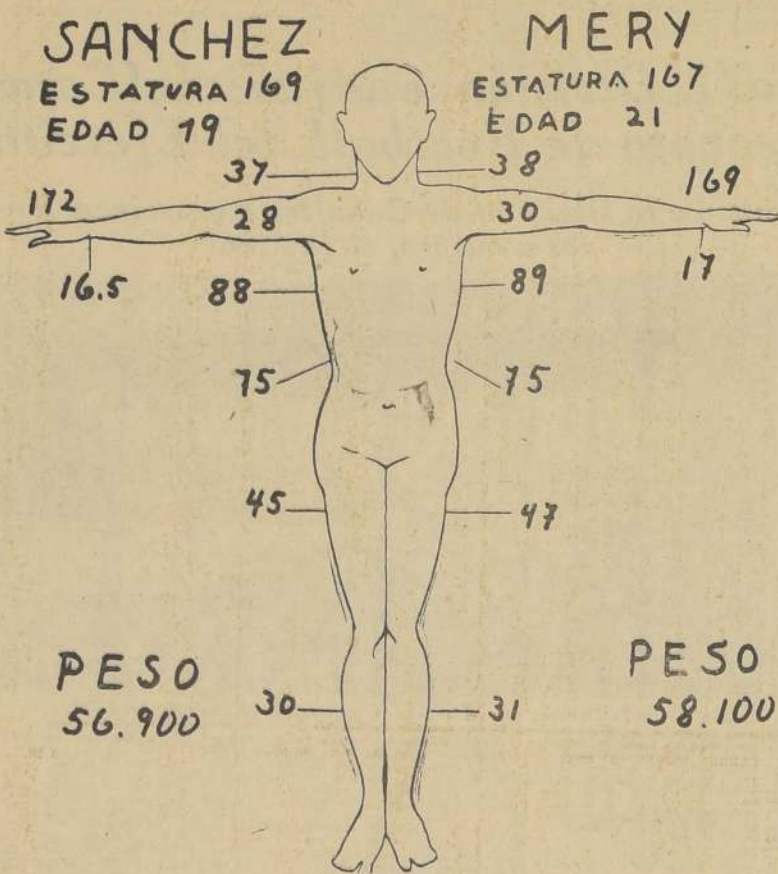 SANCHEZ
ESTATURA 169
EDAD 19
MERY
ESTATURA 167
EDAD 21
37
38
172
28
30
169
16.5
17
88
89
75
75
45
47
PESO
56.900
30
31
PESO
58.100